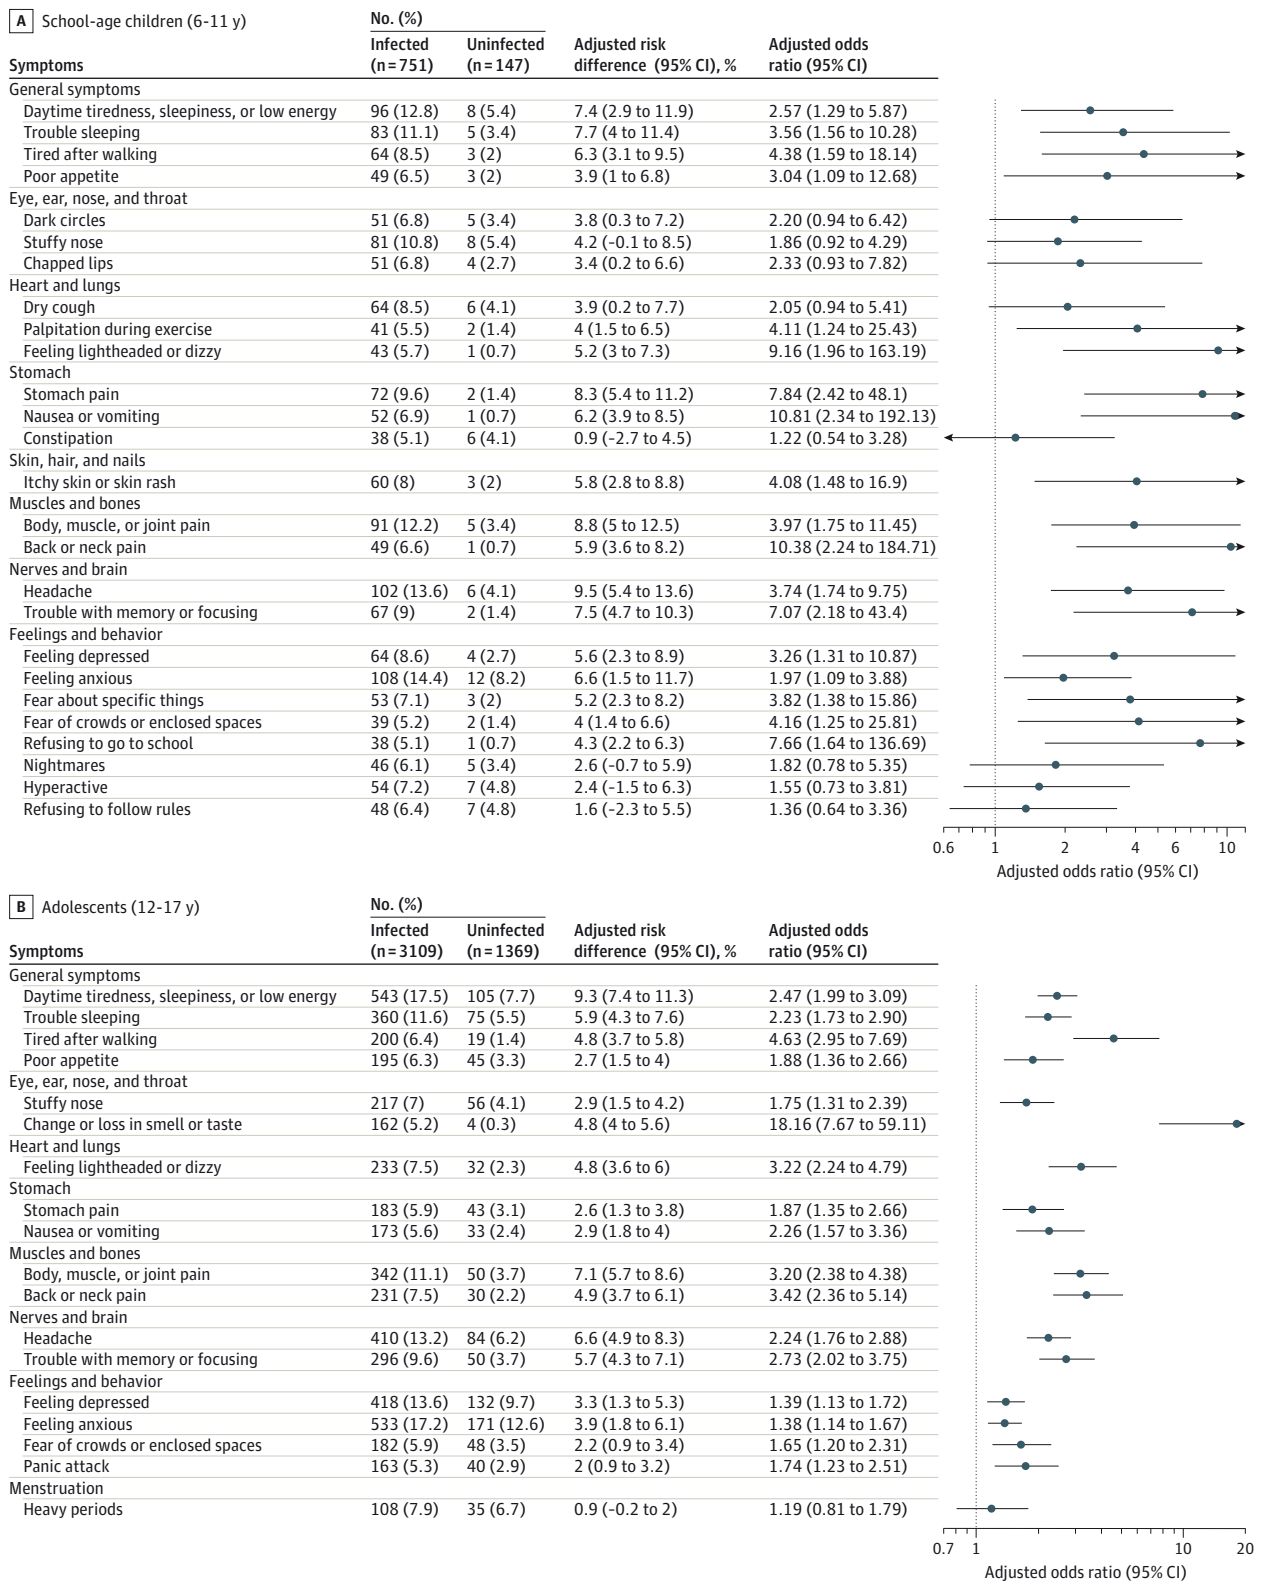 A School-age children (6-11 y)
No. (%)
Symptoms Infected (n = 751) Uninfected (n = 147) Adjusted risk difference (95% CI), % Adjusted odds ratio (95% CI)
General symptoms
Daytime tiredness, sleepiness, or low energy 96 (12.8) 8 (5.4) 7.4 (2.9 to 11.9) 2.57 (1.29 to 5.87)
Trouble sleeping 83 (11.1) 5 (3.4) 7.7 (4 to 11.4) 3.56 (1.56 to 10.28)
Tired after walking 64 (8.5) 3 (2) 6.3 (3.1 to 9.5) 4.38 (1.59 to 18.14)
Poor appetite 49 (6.5) 3 (2) 3.9 (1 to 6.8) 3.04 (1.09 to 12.68)
Eye, ear, nose, and throat
Dark circles 51 (6.8) 5 (3.4) 3.8 (0.3 to 7.2) 2.20 (0.94 to 6.42)
Stuffy nose 81 (10.8) 8 (5.4) 4.2 (-0.1 to 8.5) 1.86 (0.92 to 4.29)
Chapped lips 51 (6.8) 4 (2.7) 3.4 (0.2 to 6.6) 2.33 (0.93 to 7.82)
Heart and lungs
Dry cough 64 (8.5) 6 (4.1) 3.9 (0.2 to 7.7) 2.05 (0.94 to 5.41)
Palpitation during exercise 41 (5.5) 2 (1.4) 4 (1.5 to 6.5) 4.11 (1.24 to 25.43)
Feeling lightheaded or dizzy 43 (5.7) 1 (0.7) 5.2 (3 to 7.3) 9.16 (1.96 to 163.19)
Stomach
Stomach pain 72 (9.6) 2 (1.4) 8.3 (5.4 to 11.2) 7.84 (2.42 to 48.1)
Nausea or vomiting 52 (6.9) 1 (0.7) 6.2 (3.9 to 8.5) 10.81 (2.34 to 192.13)
Constipation 38 (5.1) 6 (4.1) 0.9 (-2.7 to 4.5) 1.22 (0.54 to 3.28)
Skin, hair, and nails
Itchy skin or skin rash 60 (8) 3 (2) 5.8 (2.8 to 8.8) 4.08 (1.48 to 16.9)
Muscles and bones
Body, muscle, or joint pain 91 (12.2) 5 (3.4) 8.8 (5 to 12.5) 3.97 (1.75 to 11.45)
Back or neck pain 49 (6.6) 1 (0.7) 5.9 (3.6 to 8.2) 10.38 (2.24 to 184.71)
Nerves and brain
Headache 102 (13.6) 6 (4.1) 9.5 (5.4 to 13.6) 3.74 (1.74 to 9.75)
Trouble with memory or focusing 67 (9) 2 (1.4) 7.5 (4.7 to 10.3) 7.07 (2.18 to 43.4)
Feelings and behavior
Feeling depressed 64 (8.6) 4 (2.7) 5.6 (2.3 to 8.9) 3.26 (1.31 to 10.87)
Feeling anxious 108 (14.4) 12 (8.2) 6.6 (1.5 to 11.7) 1.97 (1.09 to 3.88)
Fear about specific things 53 (7.1) 3 (2) 5.2 (2.3 to 8.2) 3.82 (1.38 to 15.86)
Fear of crowds or enclosed spaces 39 (5.2) 2 (1.4) 4 (1.4 to 6.6) 4.16 (1.25 to 25.81)
Refusing to go to school 38 (5.1) 1 (0.7) 4.3 (2.2 to 6.3) 7.66 (1.64 to 136.69)
Nightmares 46 (6.1) 5 (3.4) 2.6 (-0.7 to 5.9) 1.82 (0.78 to 5.35)
Hyperactive 54 (7.2) 7 (4.8) 2.4 (-1.5 to 6.3) 1.55 (0.73 to 3.81)
Refusing to follow rules 48 (6.4) 7 (4.8) 1.6 (-2.3 to 5.5) 1.36 (0.64 to 3.36)
0.6 1 2 4 6 10
Adjusted odds ratio (95% CI)
B Adolescents (12-17 y)
No. (%)
Symptoms Infected (n = 3109) Uninfected (n = 1369) Adjusted risk difference (95% CI), % Adjusted odds ratio (95% CI)
General symptoms
Daytime tiredness, sleepiness, or low energy 543 (17.5) 105 (7.7) 9.3 (7.4 to 11.3) 2.47 (1.99 to 3.09)
Trouble sleeping 360 (11.6) 75 (5.5) 5.9 (4.3 to 7.6) 2.23 (1.73 to 2.90)
Tired after walking 200 (6.4) 19 (1.4) 4.8 (3.7 to 5.8) 4.63 (2.95 to 7.69)
Poor appetite 195 (6.3) 45 (3.3) 2.7 (1.5 to 4) 1.88 (1.36 to 2.66)
Eye, ear, nose, and throat
Stuffy nose 217 (7) 56 (4.1) 2.9 (1.5 to 4.2) 1.75 (1.31 to 2.39)
Change or loss in smell or taste 162 (5.2) 4 (0.3) 4.8 (4 to 5.6) 18.16 (7.67 to 59.11)
Heart and lungs
Feeling lightheaded or dizzy 233 (7.5) 32 (2.3) 4.8 (3.6 to 6) 3.22 (2.24 to 4.79)
Stomach
Stomach pain 183 (5.9) 43 (3.1) 2.6 (1.3 to 3.8) 1.87 (1.35 to 2.66)
Nausea or vomiting 173 (5.6) 33 (2.4) 2.9 (1.8 to 4) 2.26 (1.57 to 3.36)
Muscles and bones
Body, muscle, or joint pain 342 (11.1) 50 (3.7) 7.1 (5.7 to 8.6) 3.20 (2.38 to 4.38)
Back or neck pain 231 (7.5) 30 (2.2) 4.9 (3.7 to 6.1) 3.42 (2.36 to 5.14)
Nerves and brain
Headache 410 (13.2) 84 (6.2) 6.6 (4.9 to 8.3) 2.24 (1.76 to 2.88)
Trouble with memory or focusing 296 (9.6) 50 (3.7) 5.7 (4.3 to 7.1) 2.73 (2.02 to 3.75)
Feelings and behavior
Feeling depressed 418 (13.6) 132 (9.7) 3.3 (1.3 to 5.3) 1.39 (1.13 to 1.72)
Feeling anxious 533 (17.2) 171 (12.6) 3.9 (1.8 to 6.1) 1.38 (1.14 to 1.67)
Fear of crowds or enclosed spaces 182 (5.9) 48 (3.5) 2.2 (0.9 to 3.4) 1.65 (1.20 to 2.31)
Panic attack 163 (5.3) 40 (2.9) 2 (0.9 to 3.2) 1.74 (1.23 to 2.51)
Menstruation
Heavy periods 108 (7.9) 35 (6.7) 0.9 (-0.2 to 2) 1.19 (0.81 to 1.79)
0.7 1 10 20
Adjusted odds ratio (95% CI)